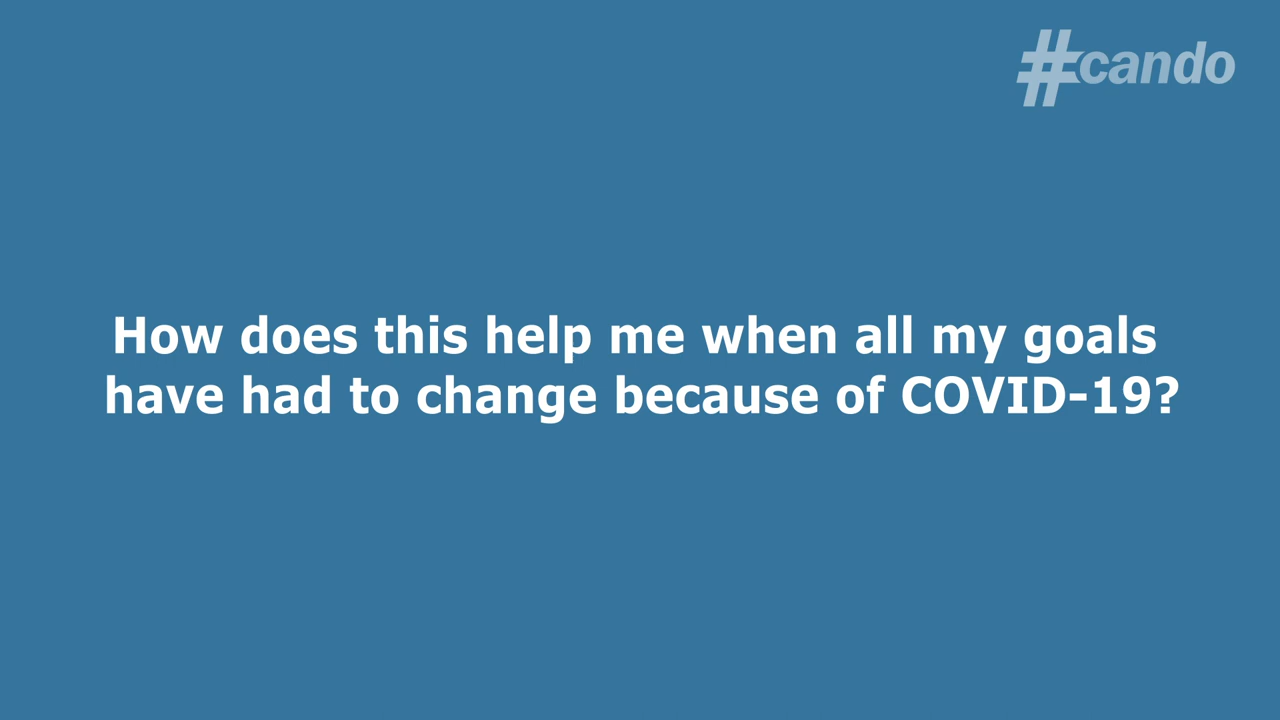 #cando
How does this help me when all my goals
have had to change because of COVID-19?